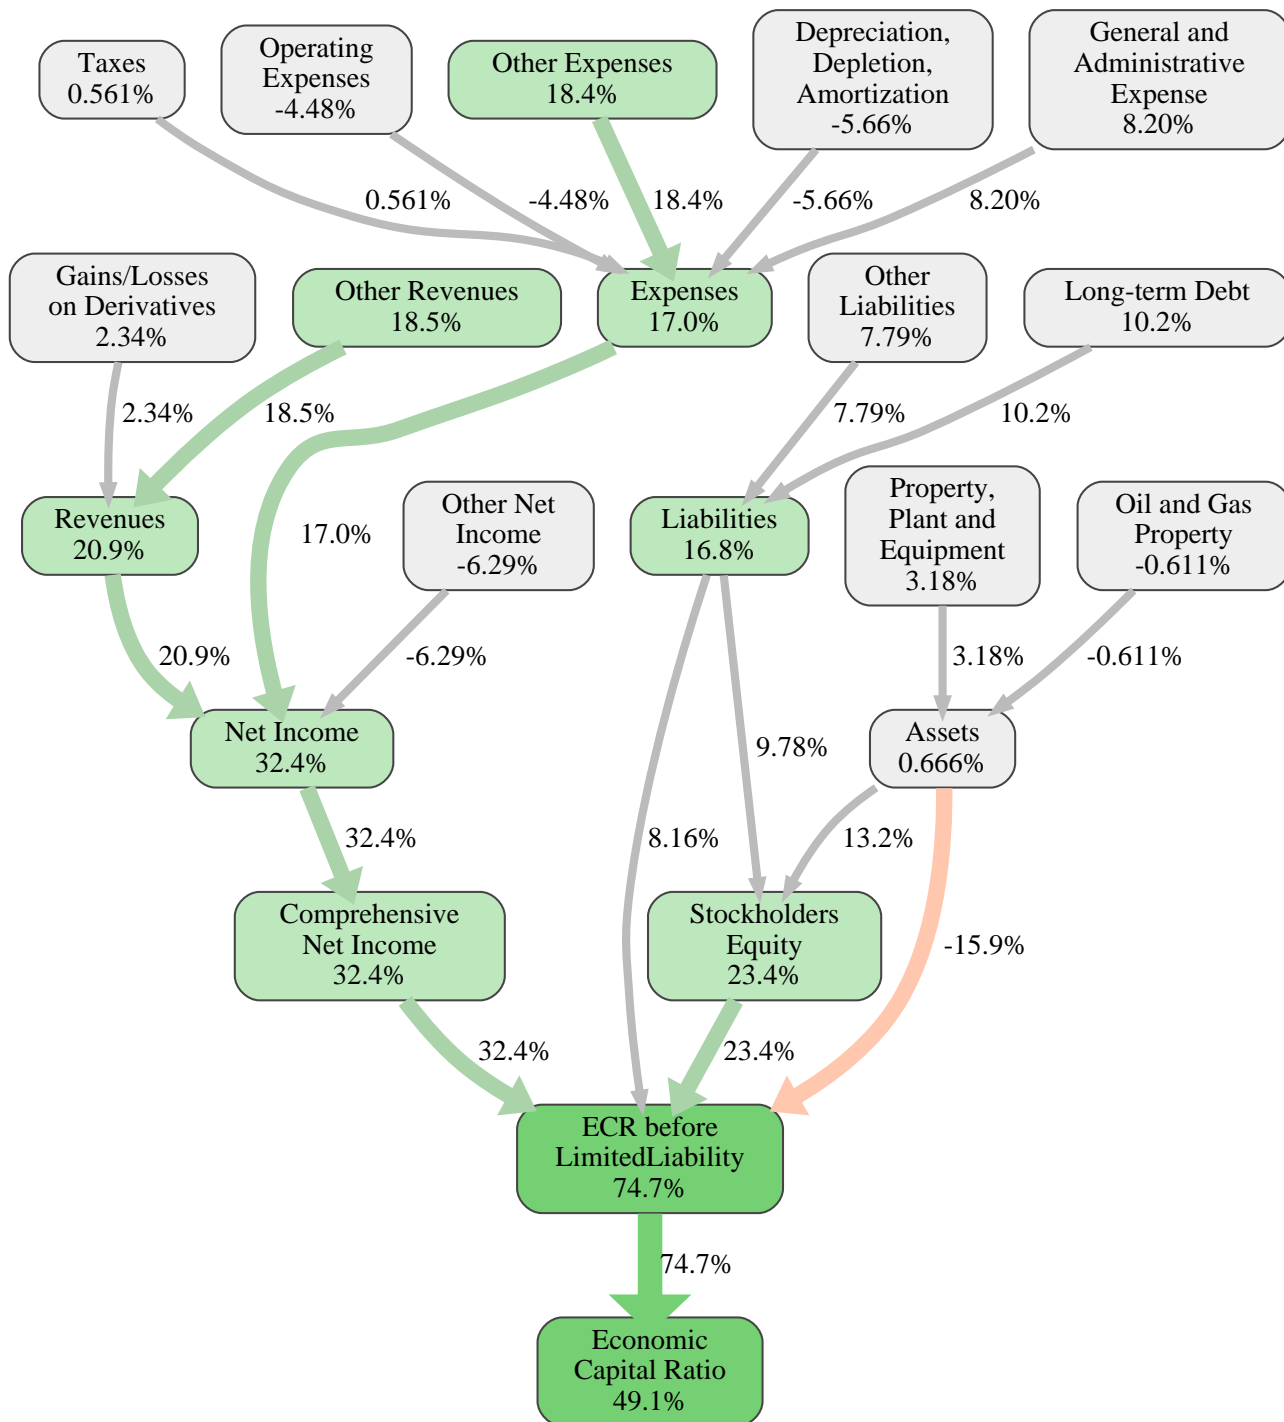 Taxes
0.561%
Operating
Expenses
-4.48%
Other Expenses
18.4%
Depreciation,
Depletion,
Amortization
-5.66%
General and
Administrative
Expense
8.20%
0.561%
-4.48%
18.4%
-5.66%
8.20%
Gains/Losses
on Derivatives
2.34%
Other Revenues
18.5%
Expenses
17.0%
Other
Liabilities
7.79%
Long-term Debt
10.2%
2.34%
18.5%
7.79%
10.2%
Revenues
20.9%
17.0%
Other Net
Income
-6.29%
Liabilities
16.8%
Property,
Plant and
Equipment
3.18%
Oil and Gas
Property
-0.611%
20.9%
-6.29%
3.18%
-0.611%
Net Income
32.4%
9.78%
Assets
0.666%
32.4%
8.16%
13.2%
Comprehensive
Net Income
32.4%
Stockholders
Equity
23.4%
-15.9%
32.4%
23.4%
ECR before
LimitedLiability
74.7%
74.7%
Economic
Capital Ratio
49.1%